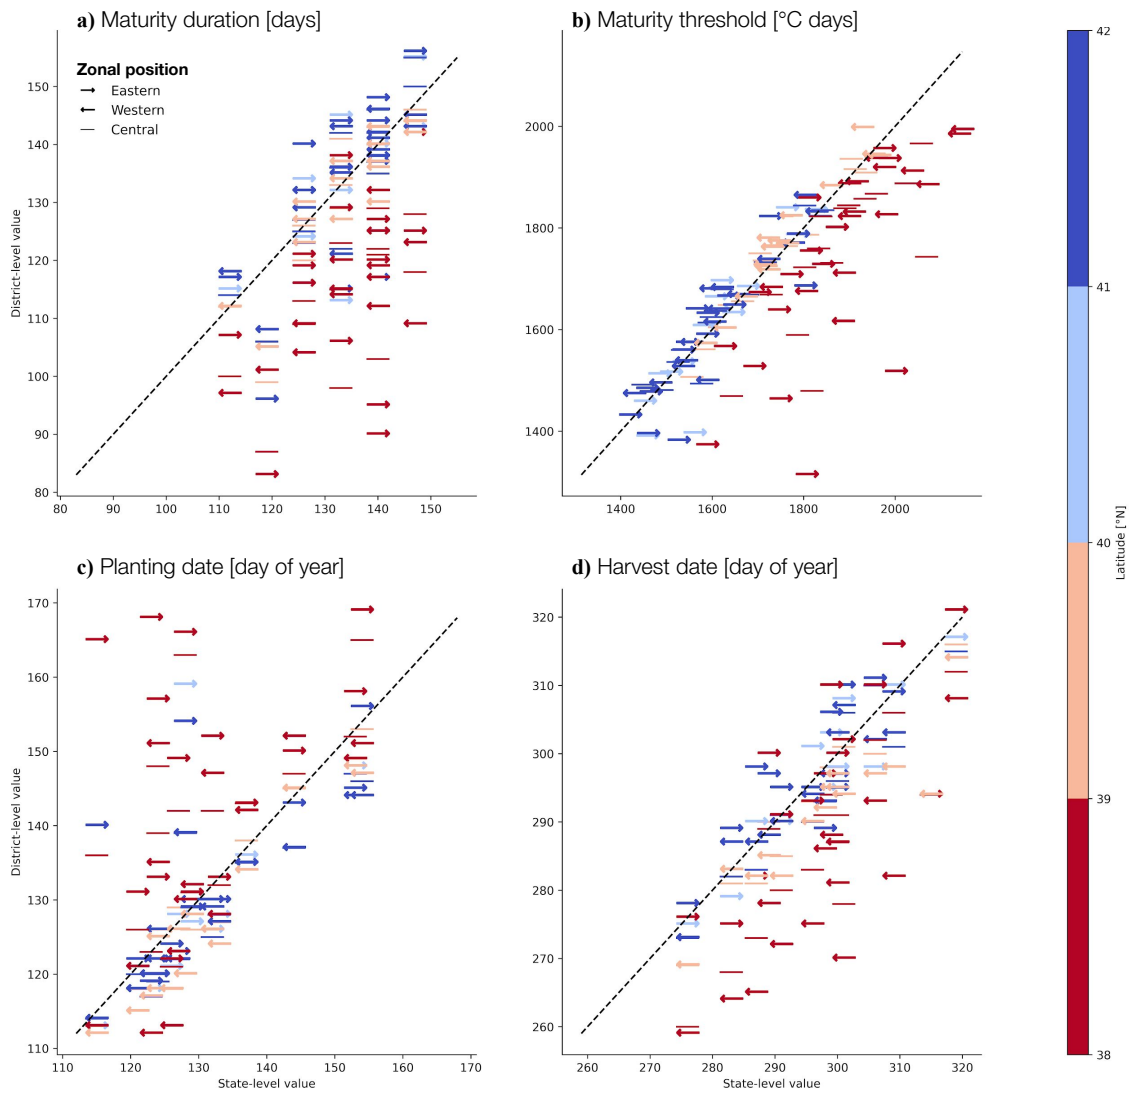 a) Maturity duration [days]
b) Maturity threshold [°C days]
42
150
140
130
120
110
100
90
80
District-level value
Zonal position
Eastern
Western
Central
2000
1800
1600
1400
80 90 100 110 120 130 140 150
1400 1600 1800 2000
41
40
39
38
Latitude [°N]
c) Planting date [day of year]
d) Harvest date [day of year]
170
160
150
140
130
120
110
District-level value
320
310
300
290
280
270
260
110 120 130 140 150 160 170
State-level value
260 270 280 290 300 310 320
State-level value